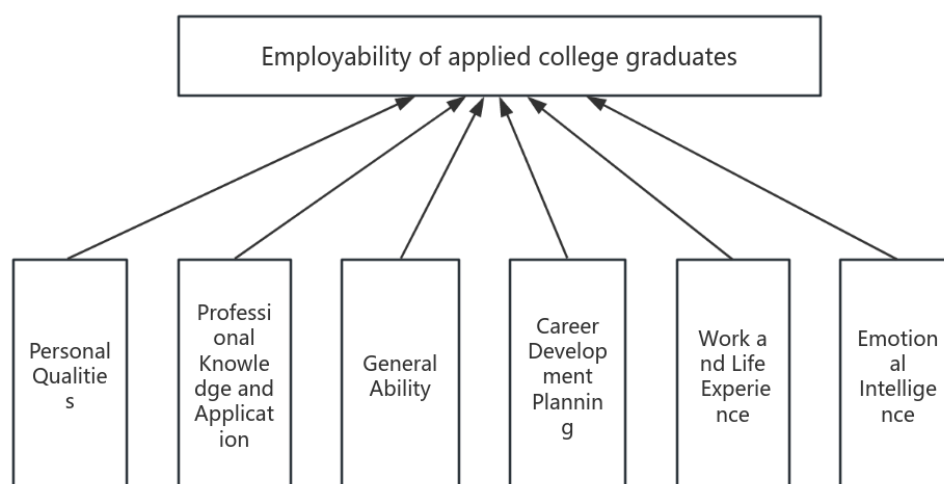 Employability of applied college graduates
Personal
Qualitie
s
Professi
onal
Knowle
dge and
Applicat
ion
General
Ability
Career
Develop
ment
Plannin
g
Work a
nd Life
Experie
nce
Emotion
al
Intellige
nce